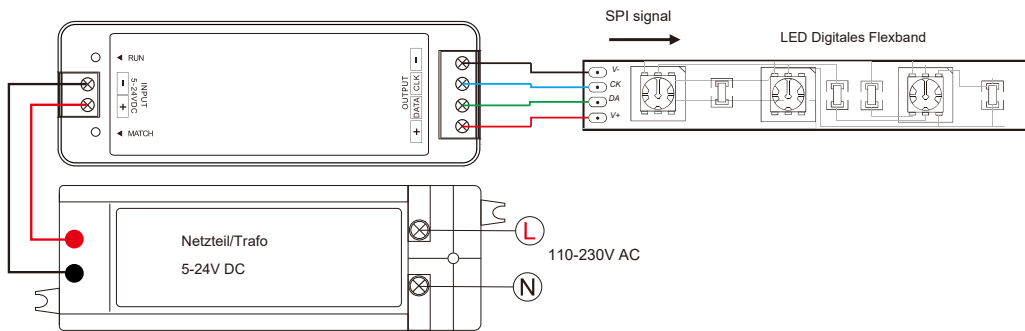 SPI signal
LED Digitales Flexband
RUN
INPUT
5-24VDC
-
+
MATCH
OUTPUT
-
CLK
DATA
+
V-
CK
DA
V+
Netzteil/Trafo
5-24V DC
L
110-230V AC
N